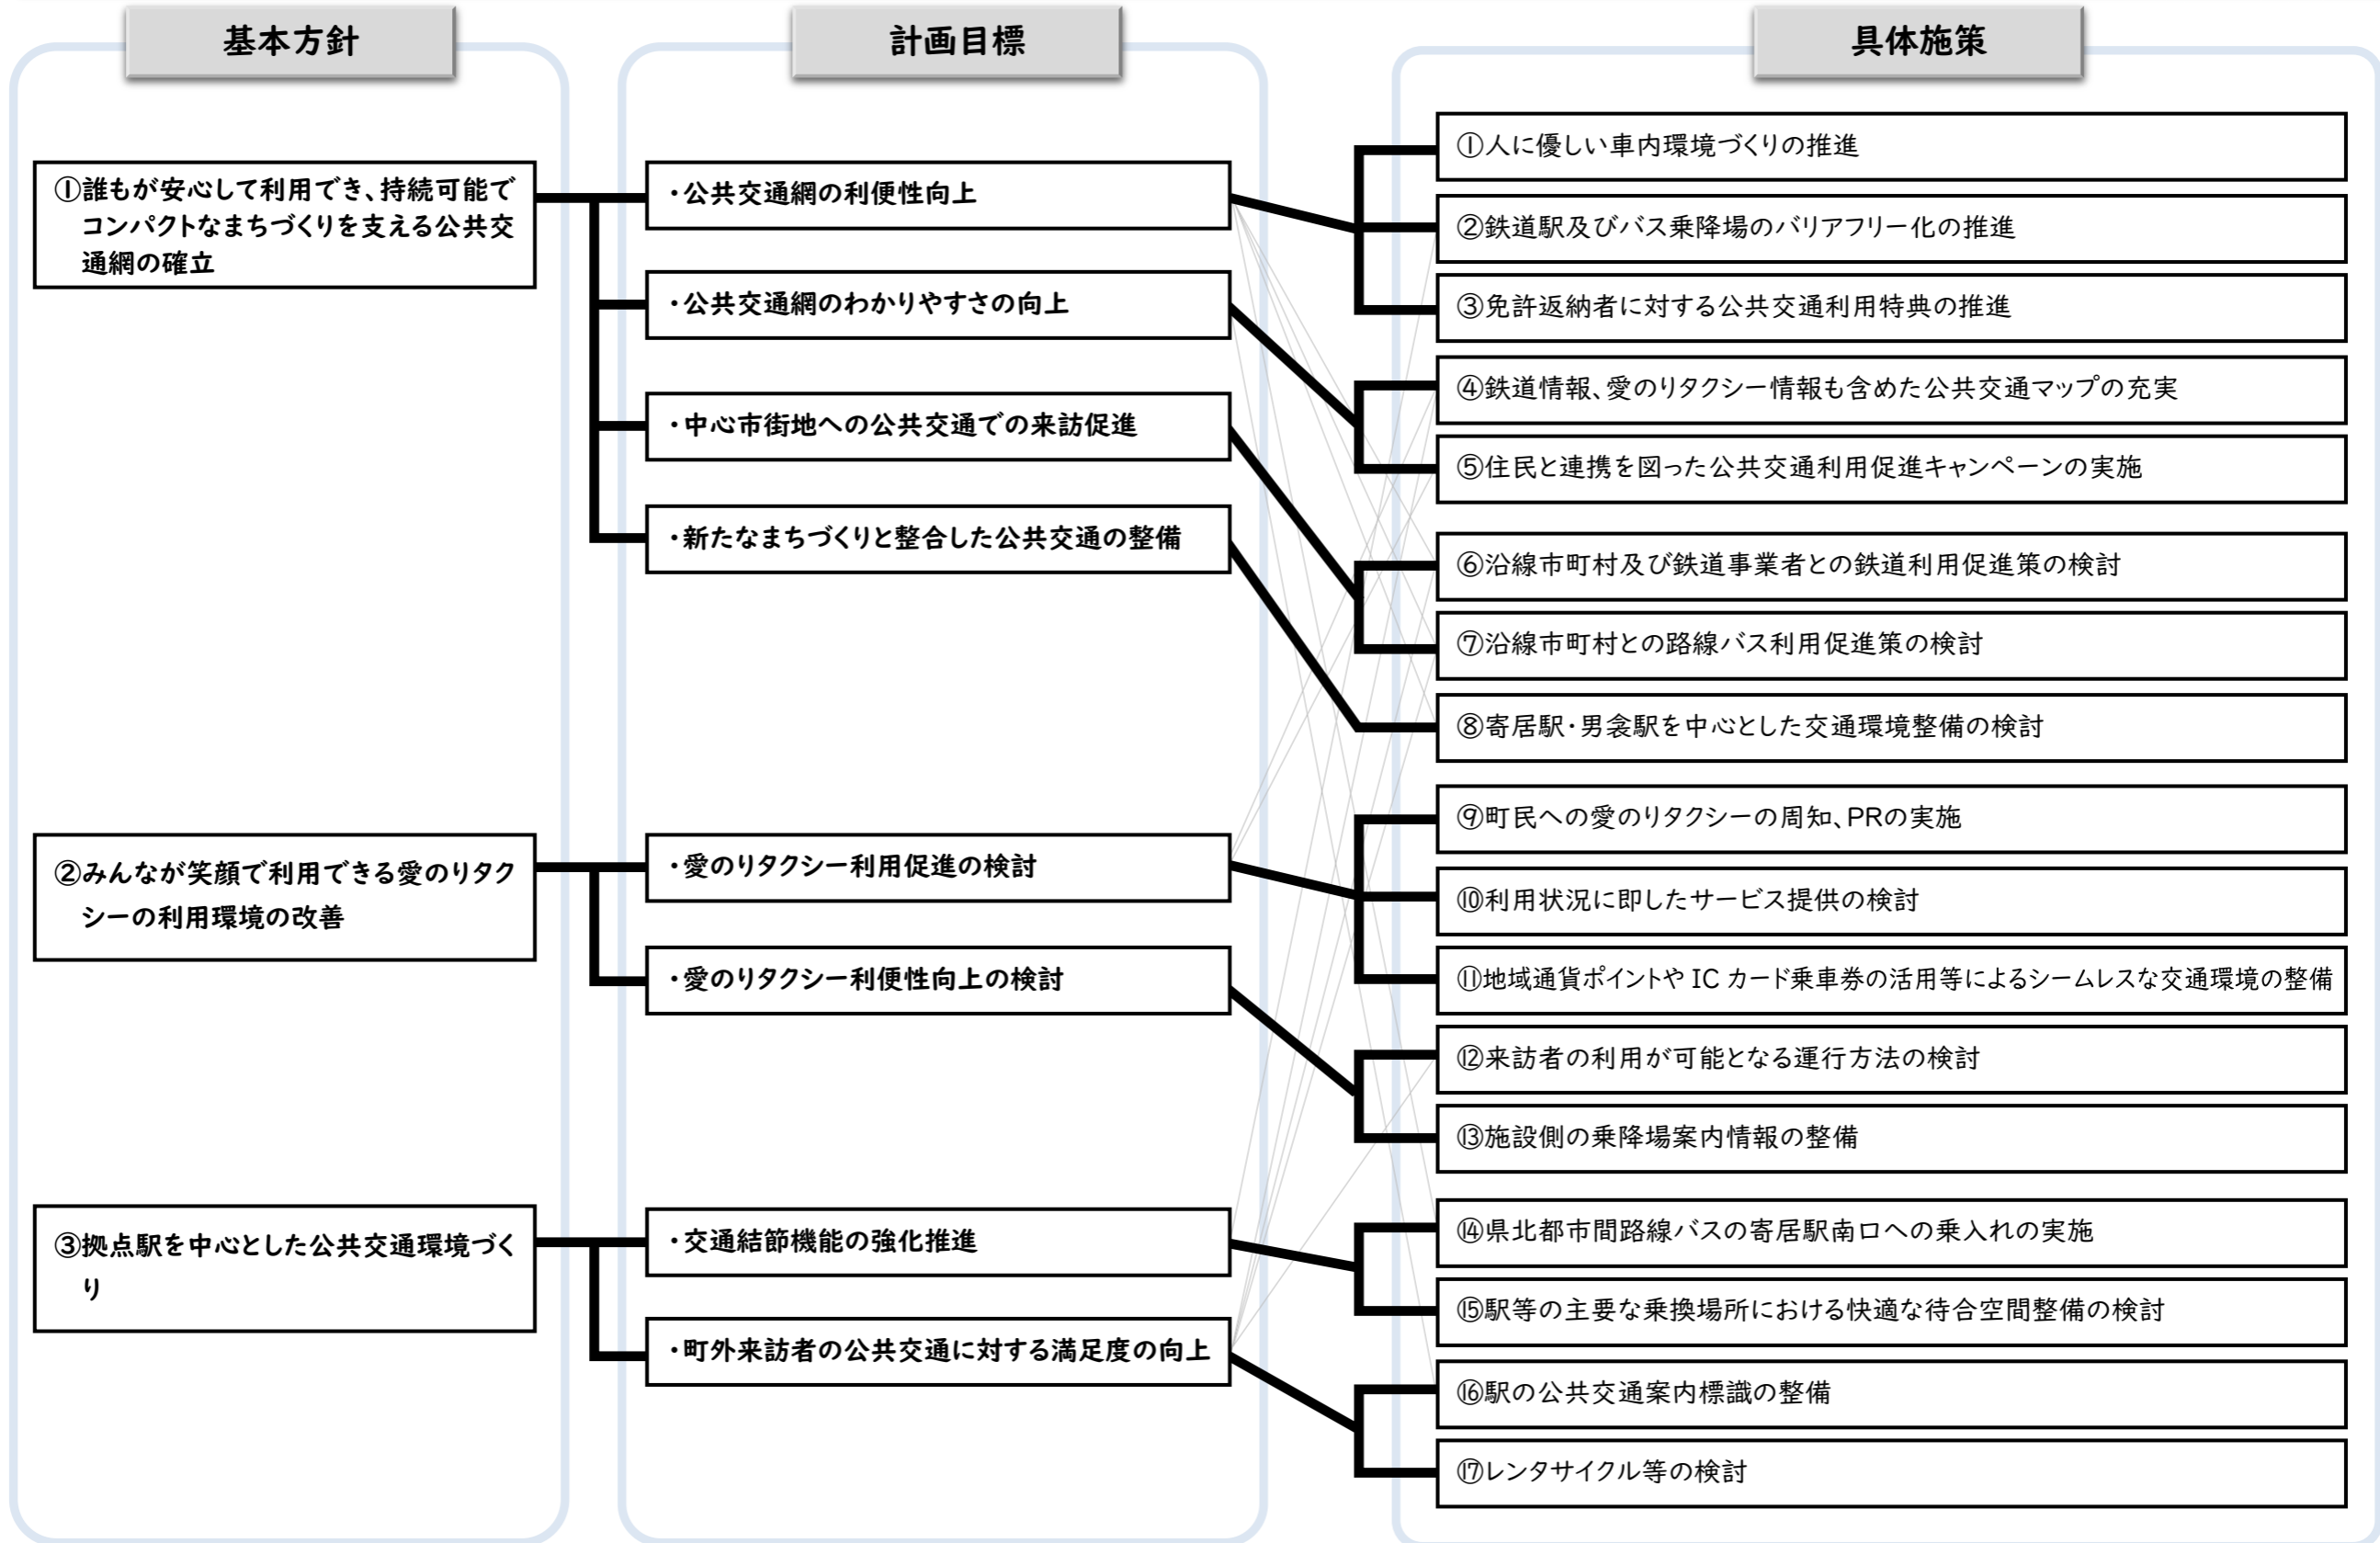 基本方針
計画目標
具体施策
①誰もが安心して利用でき、持続可能で
コンパクトなまちづくりを支える公共交
通網の確立
・公共交通網の利便性向上
・公共交通網のわかりやすさの向上
・中心市街地への公共交通での来訪促進
・新たなまちづくりと整合した公共交通の整備
①人に優しい車内環境づくりの推進
②鉄道駅及びバス乗降場のバリアフリー化の推進
③免許返納者に対する公共交通利用特典の推進
④鉄道情報、愛のりタクシー情報も含めた公共交通マップの充実
⑤住民と連携を図った公共交通利用促進キャンペーンの実施
⑥沿線市町村及び鉄道事業者との鉄道利用促進策の検討
⑦沿線市町村との路線バス利用促進策の検討
⑧寄居駅・男衾駅を中心とした交通環境整備の検討
②みんなが笑顔で利用できる愛のりタク
シーの利用環境の改善
・愛のりタクシー利用促進の検討
・愛のりタクシー利便性向上の検討
⑨町民への愛のりタクシーの周知、PRの実施
⑩利用状況に即したサービス提供の検討
⑪地域通貨ポイントや IC カード乗車券の活用等によるシームレスな交通環境の整備
⑫来訪者の利用が可能となる運行方法の検討
⑬施設側の乗降場案内情報の整備
③拠点駅を中心とした公共交通環境づく
り
・交通結節機能の強化推進
・町外来訪者の公共交通に対する満足度の向上
⑭県北都市間路線バスの寄居駅南口への乗入れの実施
⑮駅等の主要な乗換場所における快適な待合空間整備の検討
⑯駅の公共交通案内標識の整備
⑰レンタサイクル等の検討